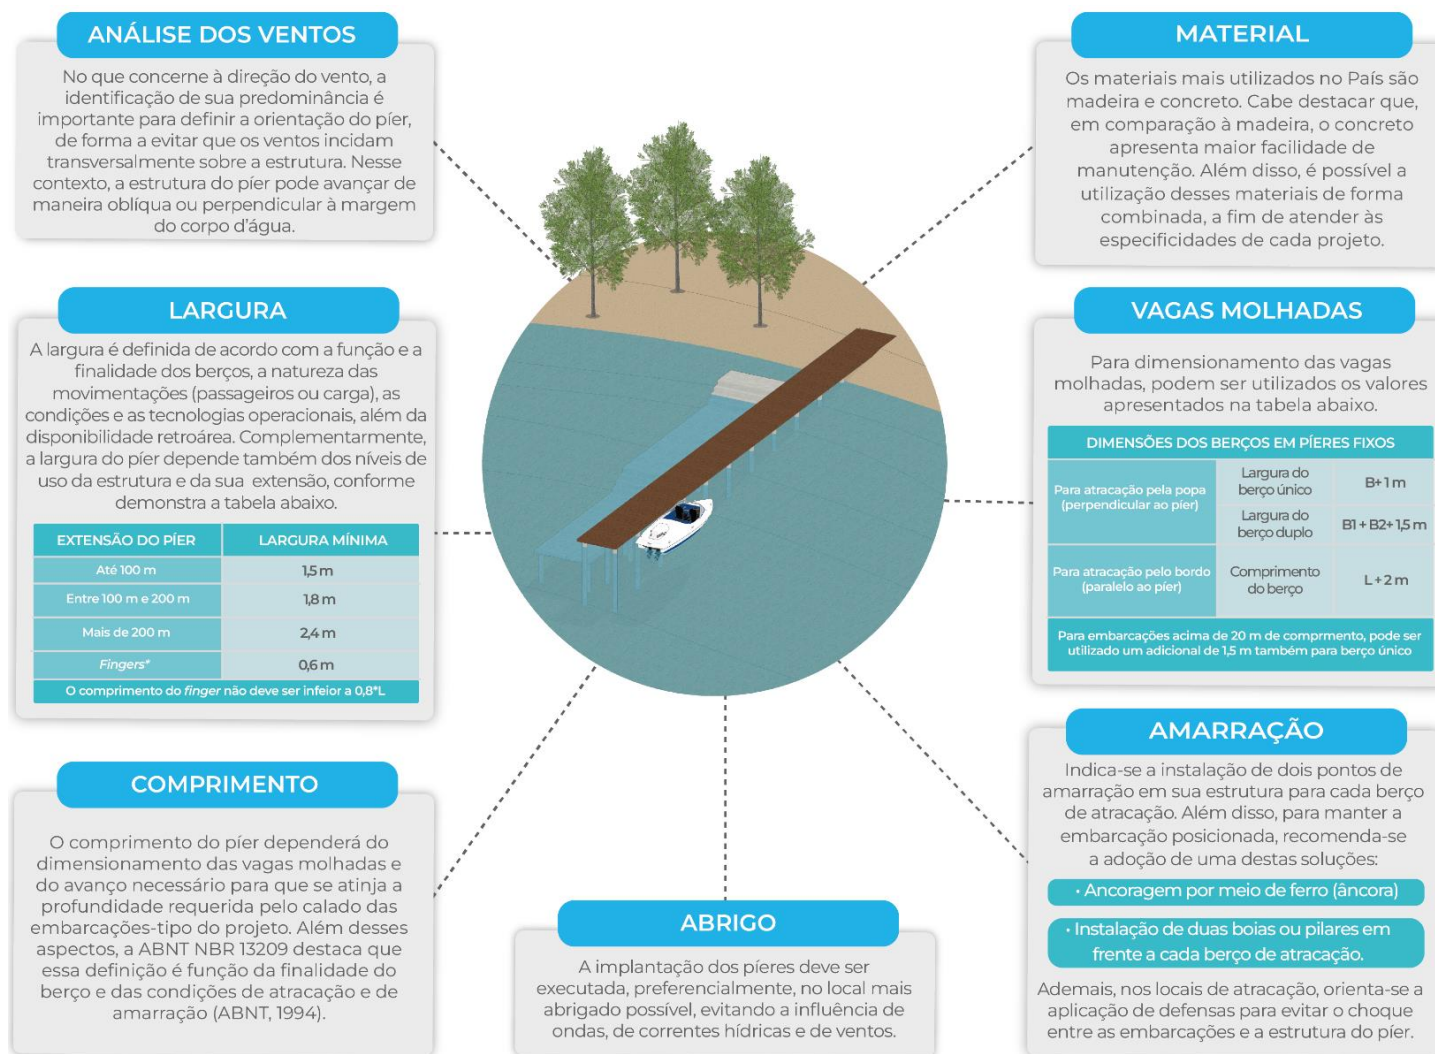 ANÁLISE DOS VENTOS
No que concerne à direção do vento, a
identificação de sua predominância é
importante para definir a orientação do píer,
de forma a evitar que os ventos incidam
transversalmente sobre a estrutura. Nesse
contexto, a estrutura do píer pode avançar de
maneira oblíqua ou perpendicular à margem
do corpo d’água.
LARGURA
A largura é definida de acordo com a função e a
finalidade dos berços, a natureza das
movimentações (passageiros ou carga), as
condições e as tecnologias operacionais, além da
disponibilidade retroárea. Complementarmente,
a largura do píer depende também dos níveis de
uso da estrutura e da sua extensão, conforme
demonstra a tabela abaixo.
EXTENSÃO DO PÍER LARGURA MÍNIMA
Até 100 m 1,5 m
Entre 100 m e 200 m 1,8 m
Mais de 200 m 2,4 m
Fingers* 0,6 m
O comprimento do finger não deve ser infeior a 0,8*L
COMPRIMENTO
O comprimento do píer dependerá do
dimensionamento das vagas molhadas e
do avanço necessário para que se atinja a
profundidade requerida pelo calado das
embarcações-tipo do projeto. Além desses
aspectos, a ABNT NBR 13209 destaca que
essa definição é função da finalidade do
berço e das condições de atracação e de
amarração (ABNT, 1994).
ABRIGO
A implantação dos píeres deve ser
executada, preferencialmente, no local mais
abrigado possível, evitando a influência de
ondas, de correntes hídricas e de ventos.
MATERIAL
Os materiais mais utilizados no País são
madeira e concreto. Cabe destacar que,
em comparação à madeira, o concreto
apresenta maior facilidade de
manutenção. Além disso, é possível a
utilização desses materiais de forma
combinada, a fim de atender às
especificidades de cada projeto.
VAGAS MOLHADAS
Para dimensionamento das vagas
molhadas, podem ser utilizados os valores
apresentados na tabela abaixo.
DIMENSÕES DOS BERÇOS EM PÍERES FIXOS
Para atracação pela popa
(perpendicular ao píer)
Largura do
berço único
B+ 1 m
Largura do
berço duplo
B1 + B2+ 1,5 m
Para atracação pelo bordo
(paralelo ao píer)
Comprimento
do berço
L + 2 m
Para embarcações acima de 20 m de comprmento, pode ser
utilizado um adicional de 1,5 m também para berço único
AMARRAÇÃO
Indica-se a instalação de dois pontos de
amarração em sua estrutura para cada berço
de atracação. Além disso, para manter a
embarcação posicionada, recomenda-se
a adoção de uma destas soluções:
• Ancoragem por meio de ferro (âncora)
• Instalação de duas boias ou pilares em
frente a cada berço de atracação.
Ademais, nos locais de atracação, orienta-se a
aplicação de defensas para evitar o choque
entre as embarcações e a estrutura do píer.